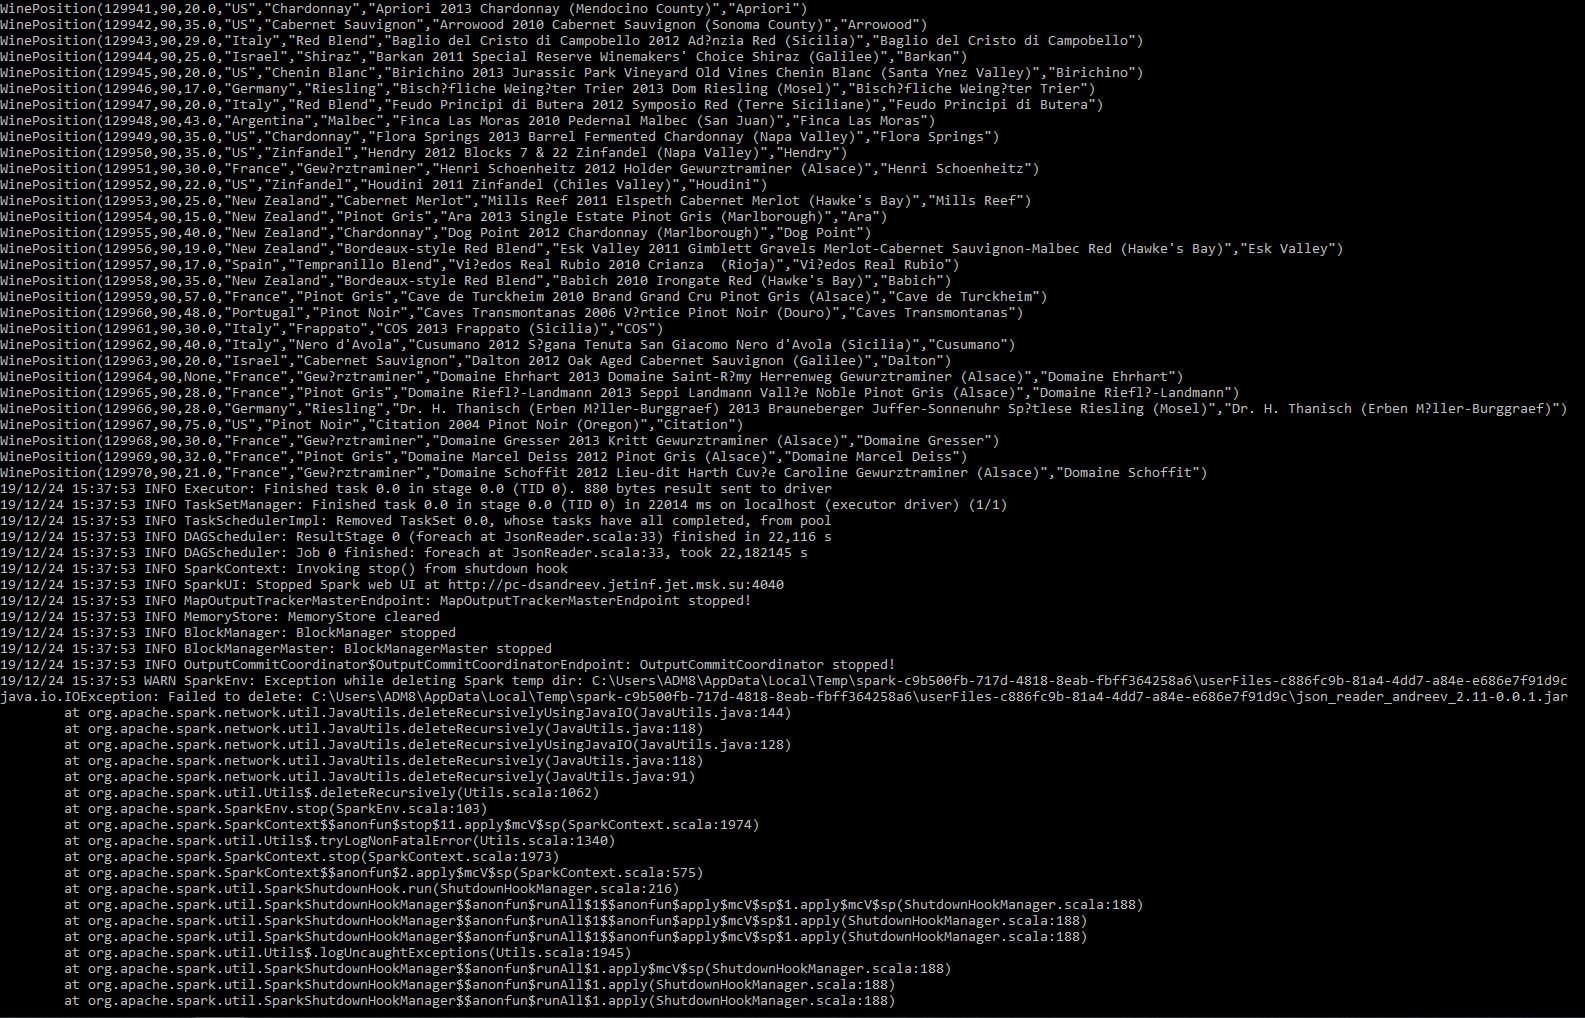 WinePosition(129941,90,20.0,"US","Chardonnay","Apriori 2013 Chardonnay (Mendocino County)","Apriori")
WinePosition(129942,90,35.0,"US","Cabernet Sauvignon","Arrowood 2010 Cabernet Sauvignon (Sonoma County)","Arrowood")
WinePosition(129943,90,29.0,"Italy","Red Blend","Baglio del Cristo di Campobello 2012 Ad?nzia Red (Sicilia)","Baglio del Cristo di Campobello")
WinePosition(129944,90,25.0,"Israel","Shiraz","Barkan 2011 Special Reserve Winemakers' Choice Shiraz (Galilee)","Barkan")
WinePosition(129945,90,20.0,"US","Chenin Blanc","Birichino 2013 Jurassic Park Vineyard Old Vines Chenin Blanc (Santa Ynez Valley)","Birichino")
WinePosition(129946,90,17.0,"Germany","Riesling","Bisch?fliche Weing?ter Trier 2013 Dom Riesling (Mosel)","Bisch?fliche Weing?ter Trier")
WinePosition(129947,90,20.0,"Italy","Red Blend","Feudo Principi di Butera 2012 Symposio Red (Terre Siciliane)","Feudo Principi di Butera")
WinePosition(129948,90,43.0,"Argentina","Malbec","Finca Las Moras 2010 Pedernal Malbec (San Juan)","Finca Las Moras")
WinePosition(129949,90,35.0,"US","Chardonnay","Flora Springs 2013 Barrel Fermented Chardonnay (Napa Valley)","Flora Springs")
WinePosition(129950,90,35.0,"US","Zinfandel","Hendry 2012 Blocks 7 & 22 Zinfandel (Napa Valley)","Hendry")
WinePosition(129951,90,30.0,"France","Gew?rztraminer","Henri Schoenheitz 2012 Holder Gewurztraminer (Alsace)","Henri Schoenheitz")
WinePosition(129952,90,22.0,"US","Zinfandel","Houdini 2011 Zinfandel (Chiles Valley)","Houdini")
WinePosition(129953,90,25.0,"New Zealand","Cabernet Merlot","Mills Reef 2011 Elspeth Cabernet Merlot (Hawke's Bay)","Mills Reef")
WinePosition(129954,90,15.0,"New Zealand","Pinot Gris","Ara 2013 Single Estate Pinot Gris (Marlborough)","Ara")
WinePosition(129955,90,40.0,"New Zealand","Chardonnay","Dog Point 2012 Chardonnay (Marlborough)","Dog Point")
WinePosition(129956,90,19.0,"New Zealand","Bordeaux-style Red Blend","Esk Valley 2011 Gimblett Gravels Merlot-Cabernet Sauvignon-Malbec Red (Hawke's Bay)","Esk Valley")
WinePosition(129957,90,17.0,"Spain","Tempranillo Blend","Vi?edos Real Rubio 2010 Crianza  (Rioja)","Vi?edos Real Rubio")
WinePosition(129958,90,35.0,"New Zealand","Bordeaux-style Red Blend","Babich 2010 Irongate Red (Hawke's Bay)","Babich")
WinePosition(129959,90,57.0,"France","Pinot Gris","Cave de Turckheim 2010 Brand Grand Cru Pinot Gris (Alsace)","Cave de Turckheim")
WinePosition(129960,90,48.0,"Portugal","Pinot Noir","Caves Transmontanas 2006 V?rtice Pinot Noir (Douro)","Caves Transmontanas")
WinePosition(129961,90,30.0,"Italy","Frappato","COS 2013 Frappato (Sicilia)","COS")
WinePosition(129962,90,40.0,"Italy","Nero d'Avola","Cusumano 2012 S?gana Tenuta San Giacomo Nero d'Avola (Sicilia)","Cusumano")
WinePosition(129963,90,20.0,"Israel","Cabernet Sauvignon","Dalton 2012 Oak Aged Cabernet Sauvignon (Galilee)","Dalton")
WinePosition(129964,90,None,"France","Gew?rztraminer","Domaine Ehrhart 2013 Domaine Saint-R?my Herrenweg Gewurztraminer (Alsace)","Domaine Ehrhart")
WinePosition(129965,90,28.0,"France","Pinot Gris","Domaine Riefl?-Landmann 2013 Seppi Landmann Vall?e Noble Pinot Gris (Alsace)","Domaine Riefl?-Landmann")
WinePosition(129966,90,28.0,"Germany","Riesling","Dr. H. Thanisch (Erben M?ller-Burggraef) 2013 Brauneberger Juffer-Sonnenuhr Sp?tlese Riesling (Mosel)","Dr. H. Thanisch (Erben M?ller-Burggraef)")
WinePosition(129967,90,75.0,"US","Pinot Noir","Citation 2004 Pinot Noir (Oregon)","Citation")
WinePosition(129968,90,30.0,"France","Gew?rztraminer","Domaine Gresser 2013 Kritt Gewurztraminer (Alsace)","Domaine Gresser")
WinePosition(129969,90,32.0,"France","Pinot Gris","Domaine Marcel Deiss 2012 Pinot Gris (Alsace)","Domaine Marcel Deiss")
WinePosition(129970,90,21.0,"France","Gew?rztraminer","Domaine Schoffit 2012 Lieu-dit Harth Cuv?e Caroline Gewurztraminer (Alsace)","Domaine Schoffit")
19/12/24 15:37:53 INFO Executor: Finished task 0.0 in stage 0.0 (TID 0). 880 bytes result sent to driver
19/12/24 15:37:53 INFO TaskSetManager: Finished task 0.0 in stage 0.0 (TID 0) in 22014 ms on localhost (executor driver) (1/1)
19/12/24 15:37:53 INFO TaskSchedulerImpl: Removed TaskSet 0.0, whose tasks have all completed, from pool
19/12/24 15:37:53 INFO DAGScheduler: ResultStage 0 (foreach at JsonReader.scala:33) finished in 22,116 s
19/12/24 15:37:53 INFO DAGScheduler: Job 0 finished: foreach at JsonReader.scala:33, took 22,182145 s
19/12/24 15:37:53 INFO SparkContext: Invoking stop() from shutdown hook
19/12/24 15:37:53 INFO SparkUI: Stopped Spark web UI at http://pc-dsandreev.jetinf.jet.msk.su:4040
19/12/24 15:37:53 INFO MapOutputTrackerMasterEndpoint: MapOutputTrackerMasterEndpoint stopped!
19/12/24 15:37:53 INFO MemoryStore: MemoryStore cleared
19/12/24 15:37:53 INFO BlockManager: BlockManager stopped
19/12/24 15:37:53 INFO BlockManagerMaster: BlockManagerMaster stopped
19/12/24 15:37:53 INFO OutputCommitCoordinator$OutputCommitCoordinatorEndpoint: OutputCommitCoordinator stopped!
19/12/24 15:37:53 WARN SparkEnv: Exception while deleting Spark temp dir: C:\Users\ADM8\AppData\Local\Temp\spark-c9b500fb-717d-4818-8eab-fbff364258a6\userFiles-c886fc9b-81a4-4dd7-a84e-e686e7f91d9c
java.io.IOException: Failed to delete: C:\Users\ADM8\AppData\Local\Temp\spark-c9b500fb-717d-4818-8eab-fbff364258a6\userFiles-c886fc9b-81a4-4dd7-a84e-e686e7f91d9c\json_reader_andreev_2.11-0.0.1.jar
        at org.apache.spark.network.util.JavaUtils.deleteRecursivelyUsingJavaIO(JavaUtils.java:144)
        at org.apache.spark.network.util.JavaUtils.deleteRecursively(JavaUtils.java:118)
        at org.apache.spark.network.util.JavaUtils.deleteRecursivelyUsingJavaIO(JavaUtils.java:128)
        at org.apache.spark.network.util.JavaUtils.deleteRecursively(JavaUtils.java:118)
        at org.apache.spark.network.util.JavaUtils.deleteRecursively(JavaUtils.java:91)
        at org.apache.spark.util.Utils$.deleteRecursively(Utils.scala:1062)
        at org.apache.spark.SparkEnv.stop(SparkEnv.scala:103)
        at org.apache.spark.SparkContext$$anonfun$stop$11.apply$mcV$sp(SparkContext.scala:1974)
        at org.apache.spark.util.Utils$.tryLogNonFatalError(Utils.scala:1340)
        at org.apache.spark.SparkContext.stop(SparkContext.scala:1973)
        at org.apache.spark.SparkContext$$anonfun$2.apply$mcV$sp(SparkContext.scala:575)
        at org.apache.spark.util.SparkShutdownHook.run(ShutdownHookManager.scala:216)
        at org.apache.spark.util.SparkShutdownHookManager$$anonfun$runAll$1$$anonfun$apply$mcV$sp$1.apply$mcV$sp(ShutdownHookManager.scala:188)
        at org.apache.spark.util.SparkShutdownHookManager$$anonfun$runAll$1$$anonfun$apply$mcV$sp$1.apply(ShutdownHookManager.scala:188)
        at org.apache.spark.util.SparkShutdownHookManager$$anonfun$runAll$1$$anonfun$apply$mcV$sp$1.apply(ShutdownHookManager.scala:188)
        at org.apache.spark.util.Utils$.logUncaughtExceptions(Utils.scala:1945)
        at org.apache.spark.util.SparkShutdownHookManager$$anonfun$runAll$1.apply$mcV$sp(ShutdownHookManager.scala:188)
        at org.apache.spark.util.SparkShutdownHookManager$$anonfun$runAll$1.apply(ShutdownHookManager.scala:188)
        at org.apache.spark.util.SparkShutdownHookManager$$anonfun$runAll$1.apply(ShutdownHookManager.scala:188)